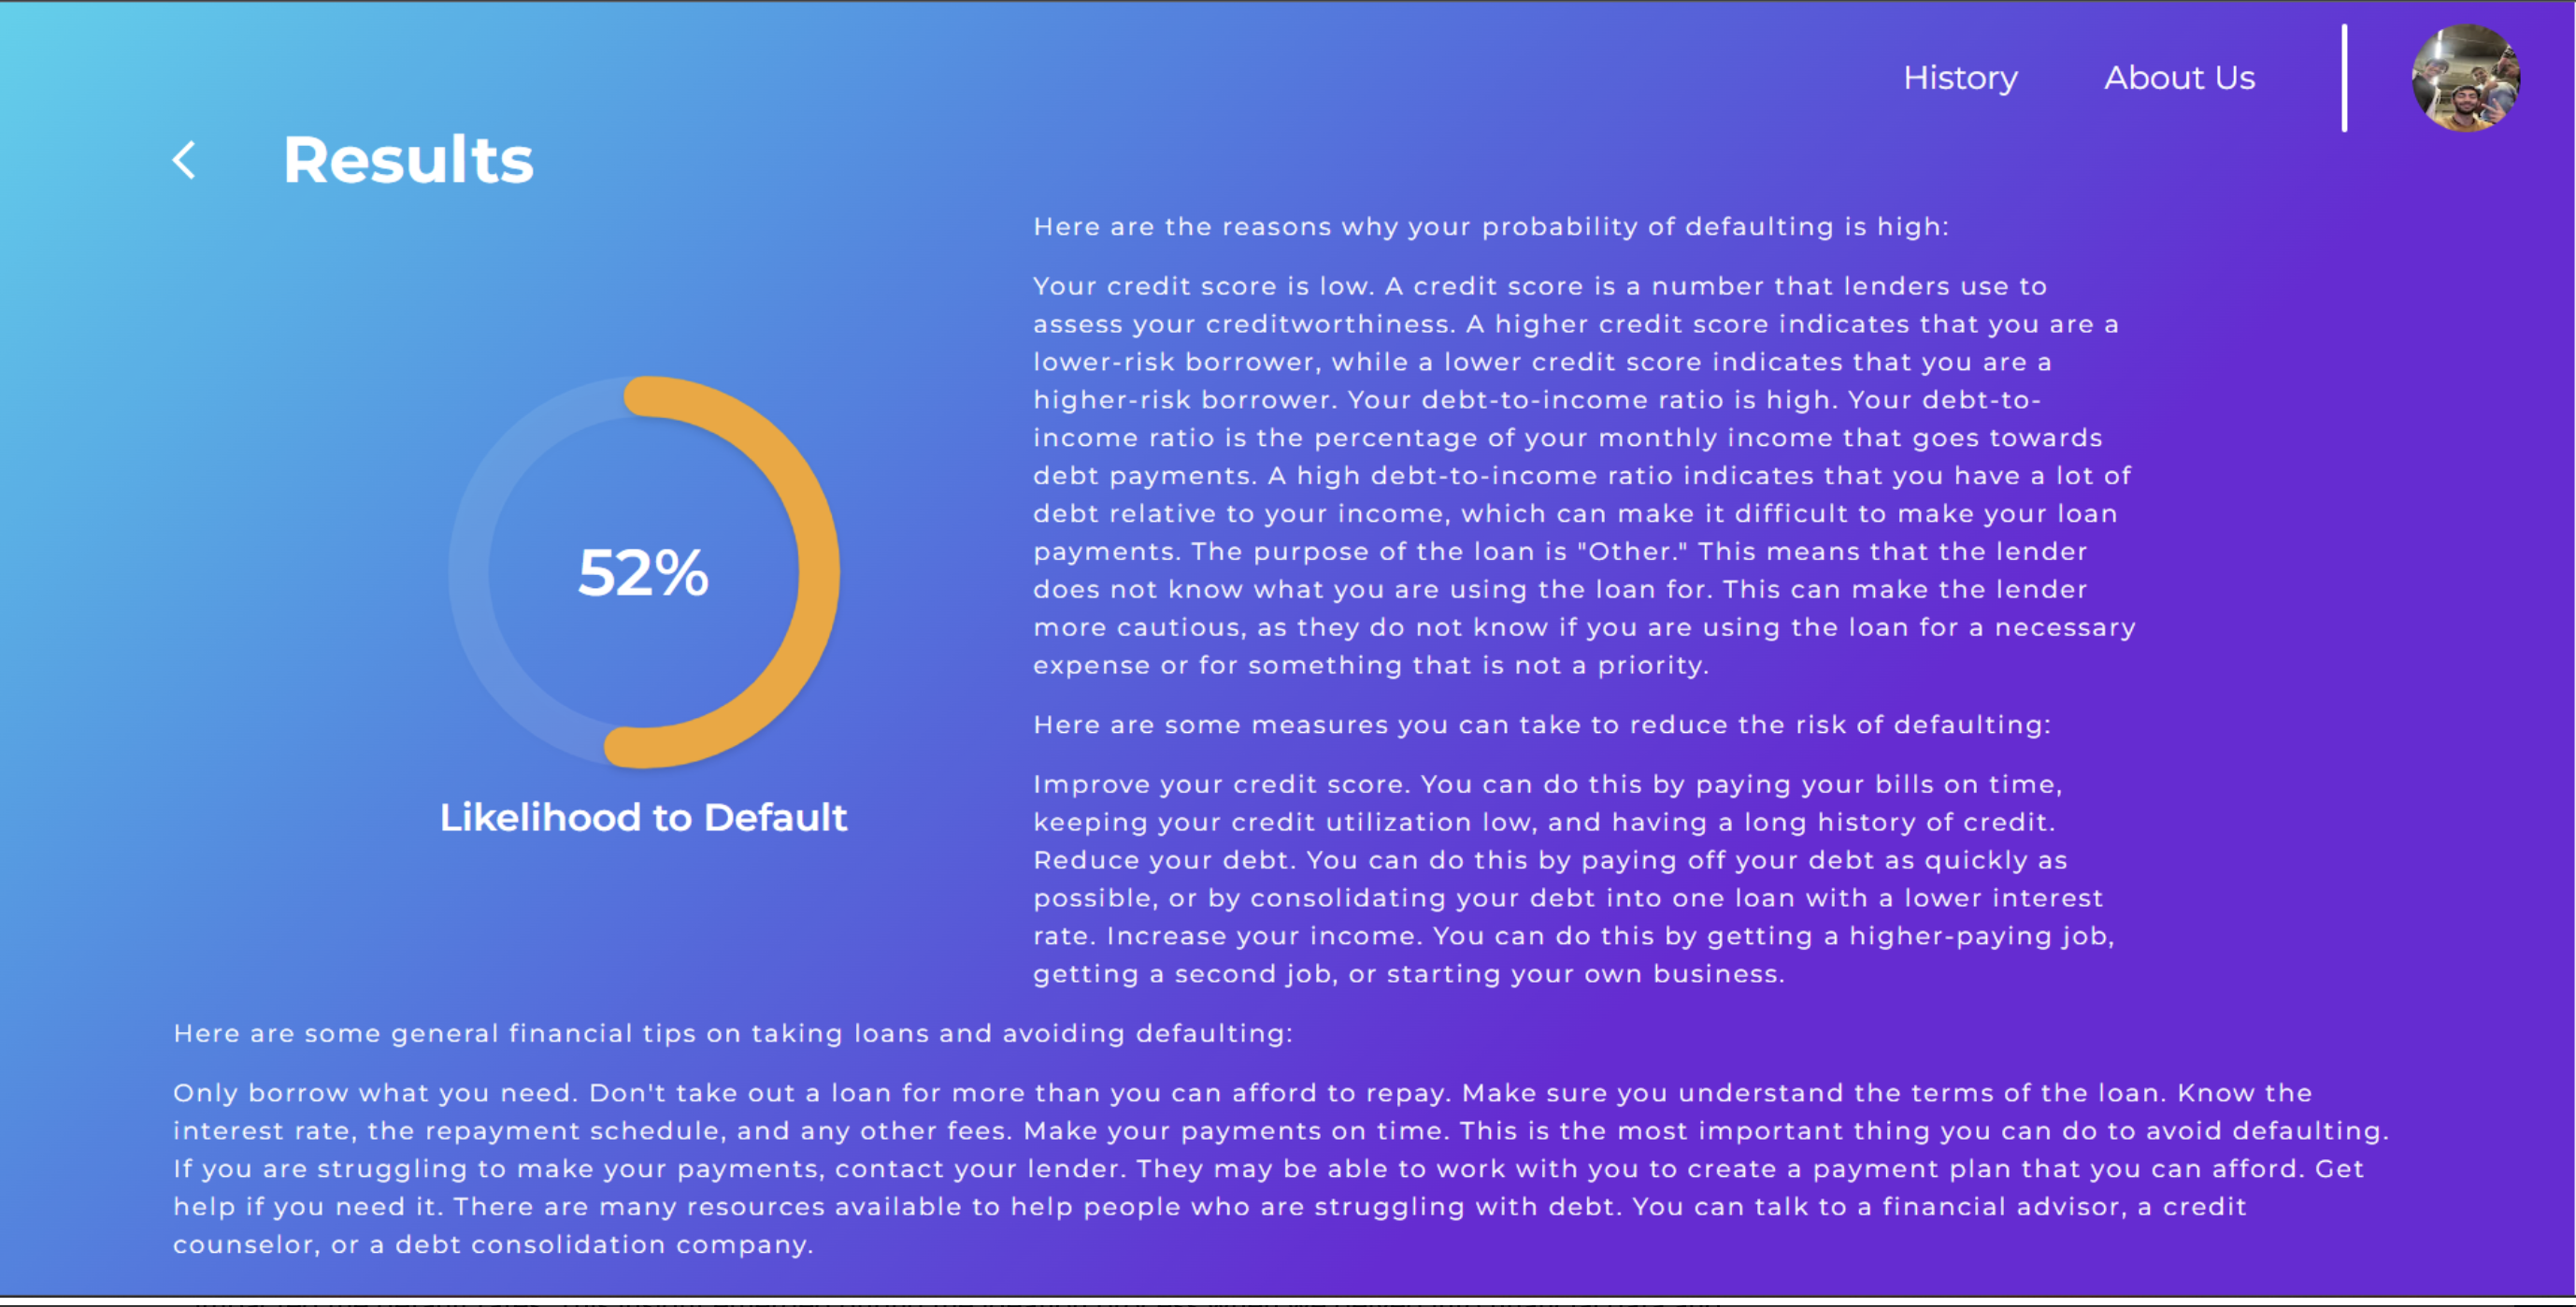 History About Us
Results
Here are the reasons why your probability of defaulting is high:
Your credit score is low. A credit score is a number that lenders use to
assess your creditworthiness. A higher credit score indicates that you are a
lower-risk borrower, while a lower credit score indicates that you are a
higher-risk borrower. Your debt-to-income ratio is high. Your debt-to-
income ratio is the percentage of your monthly income that goes towards
debt payments. A high debt-to-income ratio indicates that you have a lot of
debt relative to your income, which can make it difficult to make your loan
payments. The purpose of the loan is "Other." This means that the lender
does not know what you are using the loan for. This can make the lender
more cautious, as they do not know if you are using the loan for a necessary
expense or for something that is not a priority.
52%
Likelihood to Default
Here are some measures you can take to reduce the risk of defaulting:
Improve your credit score. You can do this by paying your bills on time,
keeping your credit utilization low, and having a long history of credit.
Reduce your debt. You can do this by paying off your debt as quickly as
possible, or by consolidating your debt into one loan with a lower interest
rate. Increase your income. You can do this by getting a higher-paying job,
getting a second job, or starting your own business.
Here are some general financial tips on taking loans and avoiding defaulting:
Only borrow what you need. Don't take out a loan for more than you can afford to repay. Make sure you understand the terms of the loan. Know the
interest rate, the repayment schedule, and any other fees. Make your payments on time. This is the most important thing you can do to avoid defaulting.
If you are struggling to make your payments, contact your lender. They may be able to work with you to create a payment plan that you can afford. Get
help if you need it. There are many resources available to help people who are struggling with debt. You can talk to a financial advisor, a credit
counselor, or a debt consolidation company.